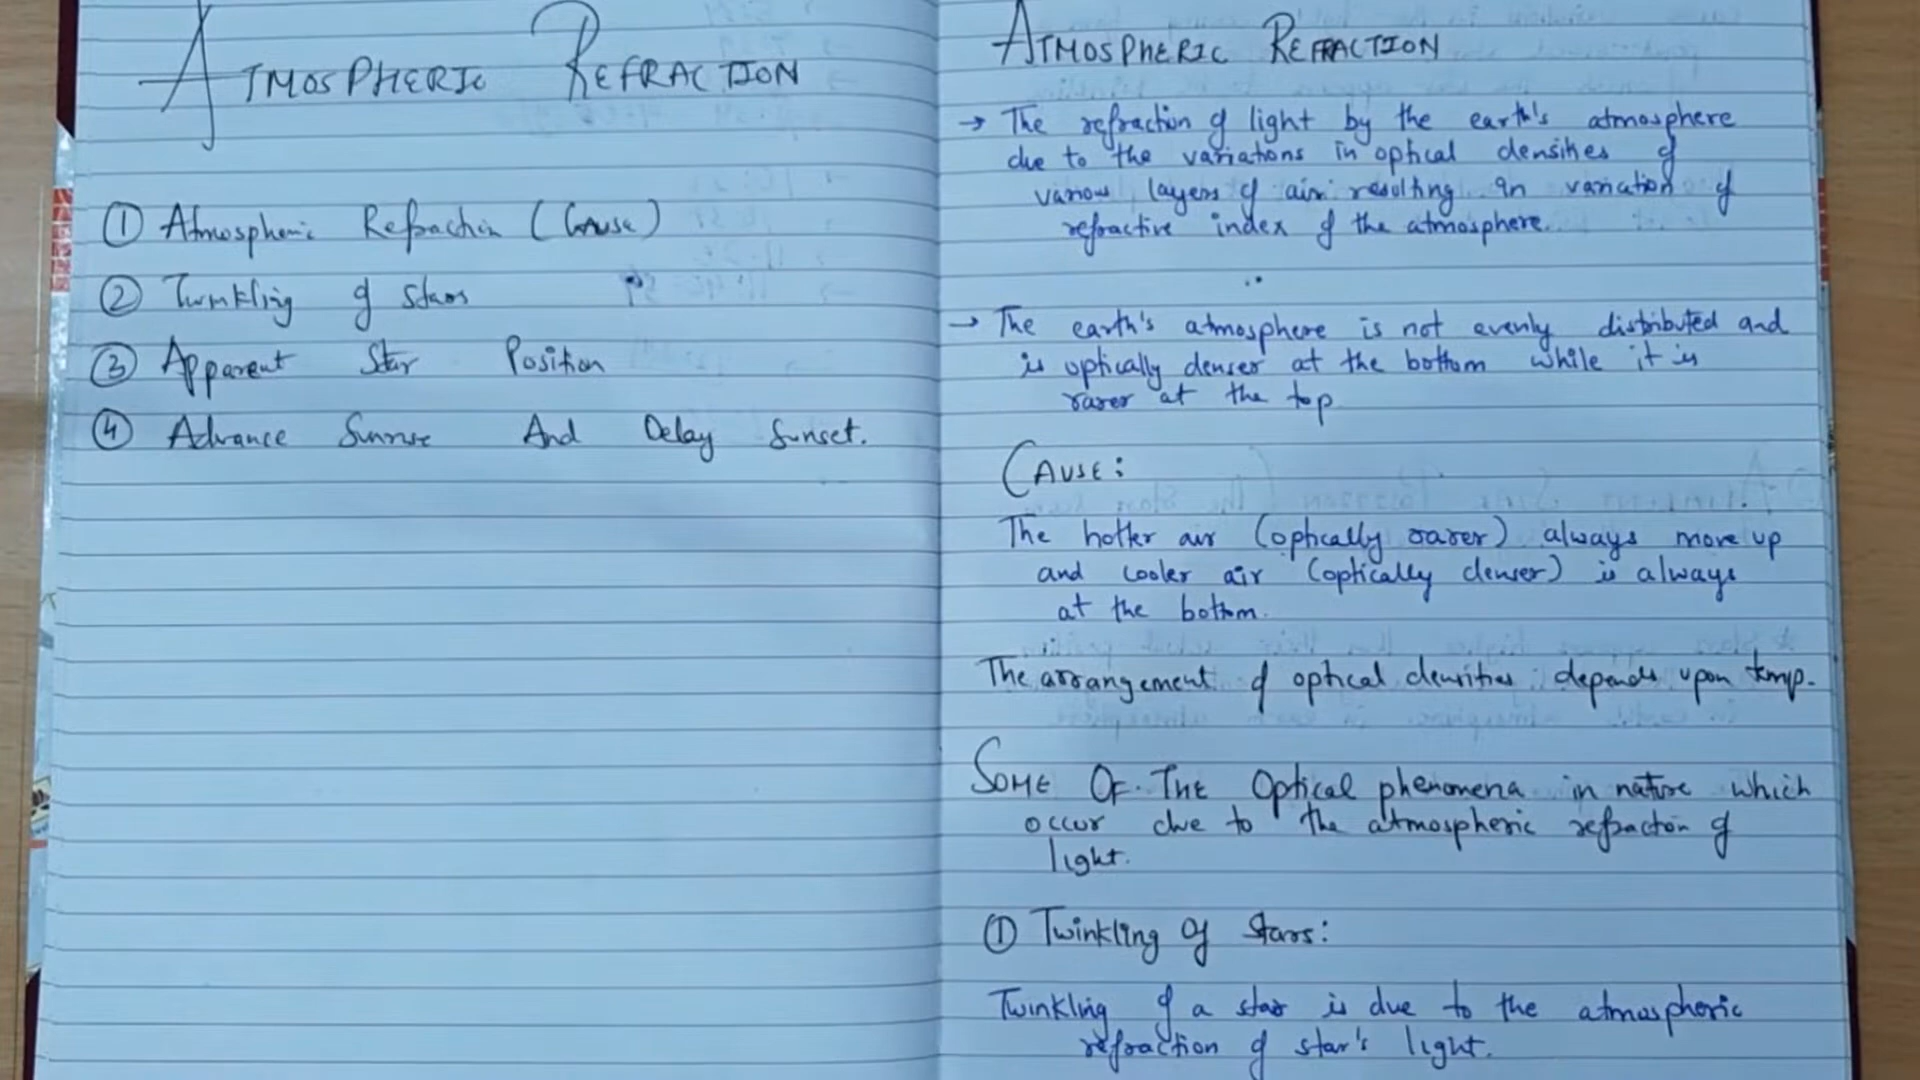 ATMOSPHERIC REFRACTION
① Atmospheric Refraction (Cause)
② Twinkling of stars
③ Apparent Star Position
④ Advance Sunrise And Delay Sunset.
ATMOSPHERIC REFRACTION
→ The refraction of light by the earth's atmosphere
due to the variations in optical densities of
various layers of air resulting in variation of
refractive index of the atmosphere.
→ The earth's atmosphere is not evenly distributed and
is optically denser at the bottom while it is
rarer at the top
CAUSE:
The hotter air (optically rarer) always move up
and cooler air (optically denser) is always
at the bottom.
The arrangement of optical densities depends upon temp.
SOME OF THE Optical phenomena in nature which
occur due to the atmospheric refraction of
light.
① Twinkling of Stars:
Twinkling of a star is due to the atmospheric
refraction of star's light.